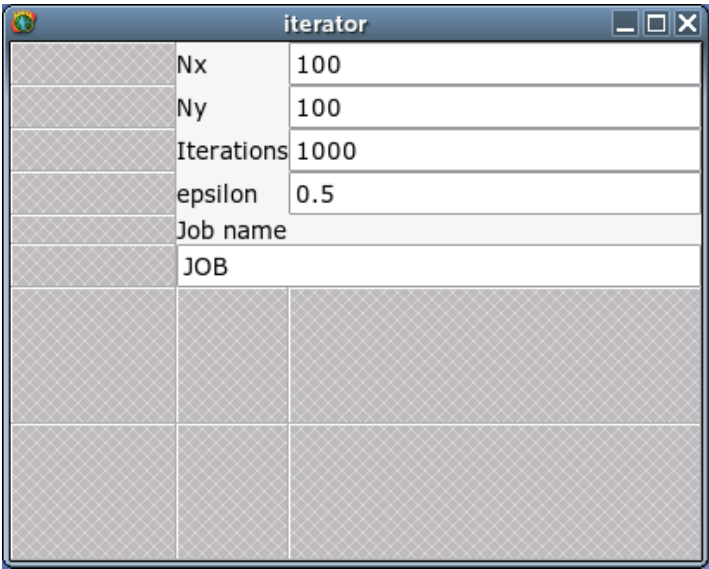 iterator
Nx 100
Ny 100
Iterations 1000
epsilon 0.5
Job name
JOB